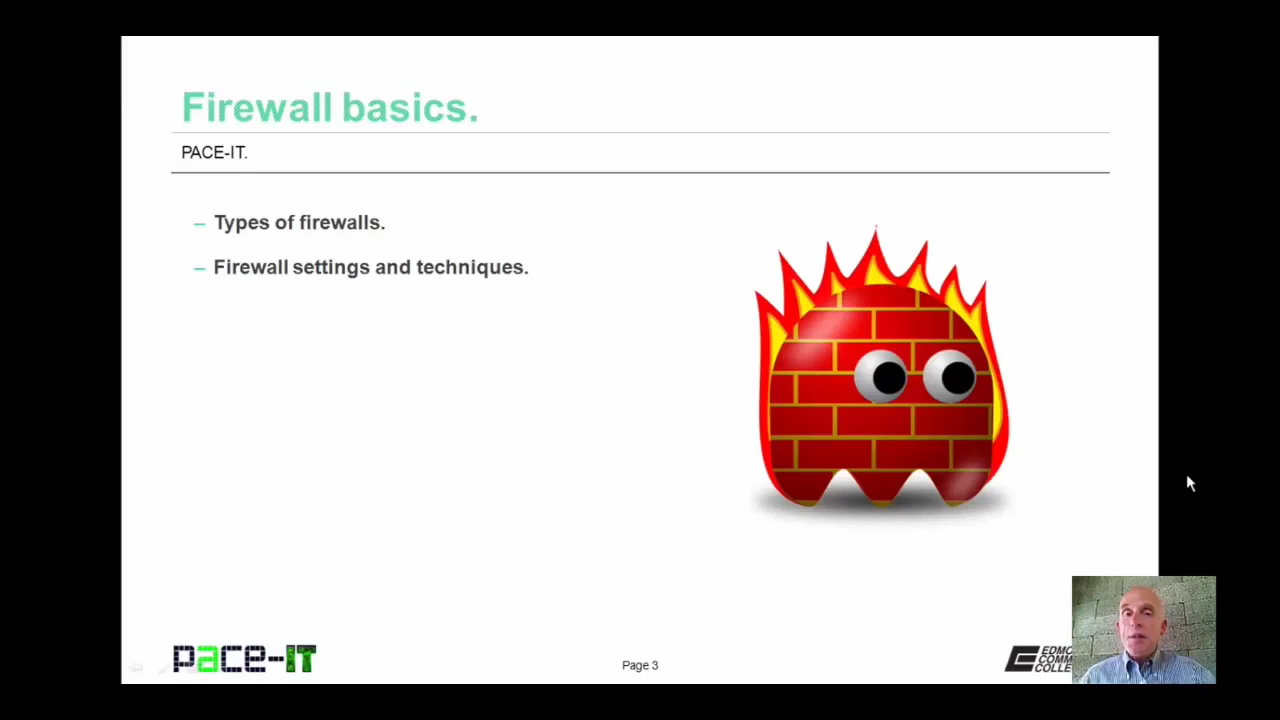 Firewall basics.
PACE-IT.
– Types of firewalls.
– Firewall settings and techniques.
pace-IT
Page 3